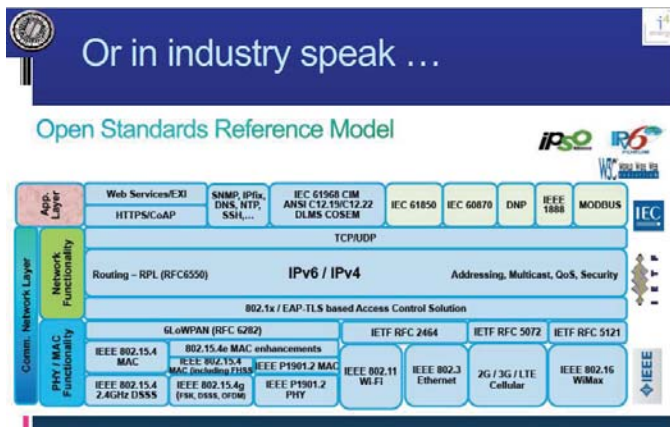 Or in industry speak …
Open Standards Reference Model
iPSO
IPv6
FORUM
W3C WORLD WIDE WEB
App.
Layer
Web Services/EXI
HTTPS/CoAP
SNMP, IPfix,
DNS, NTP,
SSH,...
IEC 61968 CIM
ANSI C12.19/C12.22
DLMS COSEM
IEC 61850
IEC 60870
DNP
IEEE
1888
MODBUS
IEC
Comm. Network Layer
Network
Functionality
TCP/UDP
Routing – RPL (RFC6550)
IPv6 / IPv4
Addressing, Multicast, QoS, Security
802.1x / EAP-TLS based Access Control Solution
I E T F
PHY / MAC
Functionality
6LoWPAN (RFC 6282)
IETF RFC 2464
IETF RFC 5072
IETF RFC 5121
IEEE 802.15.4
MAC
802.15.4e MAC enhancements
IEEE 802.15.4
MAC (including FHSS
IEEE P1901.2 MAC
IEEE 802.15.4
2.4GHz DSSS
IEEE 802.15.4g
(FSK, DSSS, OFDM)
IEEE P1901.2
PHY
IEEE 802.11
Wi-Fi
IEEE 802.3
Ethernet
2G / 3G / LTE
Cellular
IEEE 802.16
WiMax
IEEE